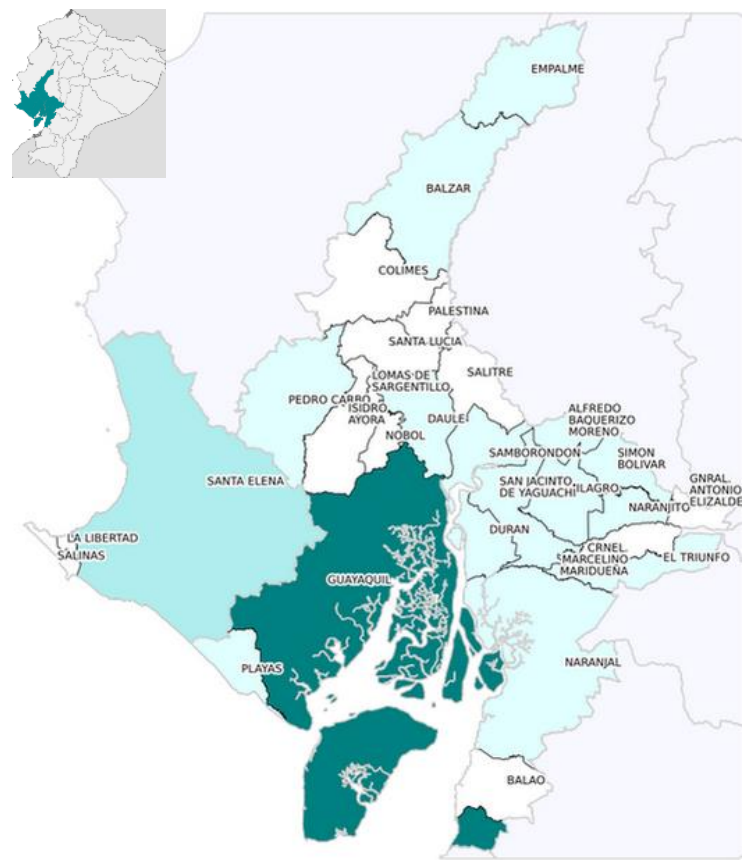 EMPALME
BALZAR
COLIMES
PALESTINA
SANTA LUCIA
LOMAS DE
SARGENTILLO
SALITRE
PEDRO CARBO
ISIDRO
AYORA
DAULE
NOBOL
ALFREDO
BAQUERIZO
MORENO
SAMBORONDON
SIMON
BOLIVAR
SANTA ELENA
SAN JACINTO
DE YAGUACHI
MILAGRO
GNRAL.
ANTONIO
ELIZALDE
NARANJITO
DURAN
LA LIBERTAD
SALINAS
CRNEL.
MARCELINO
MARIDUEÑA
EL TRIUNFO
GUAYAQUIL
PLAYAS
NARANJAL
BALAO